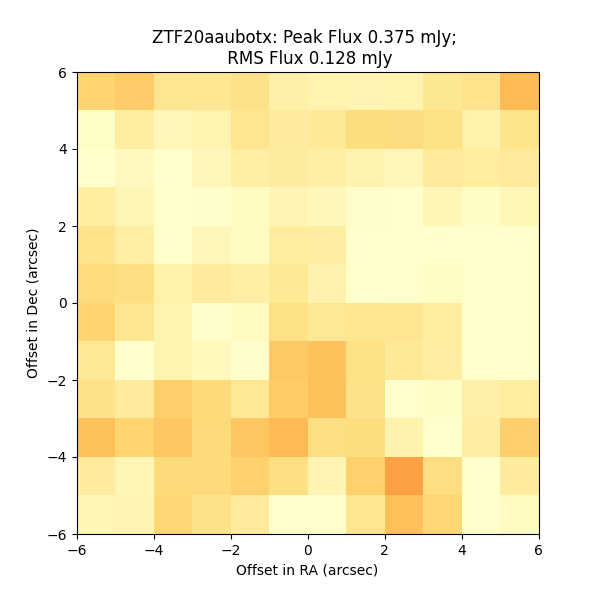 ZTF20aaubotx: Peak Flux 0.375 mJy;
RMS Flux 0.128 mJy
6
4
2
0
−2
−4
−6
Offset in Dec (arcsec)
−6 −4 −2 0 2 4 6
Offset in RA (arcsec)